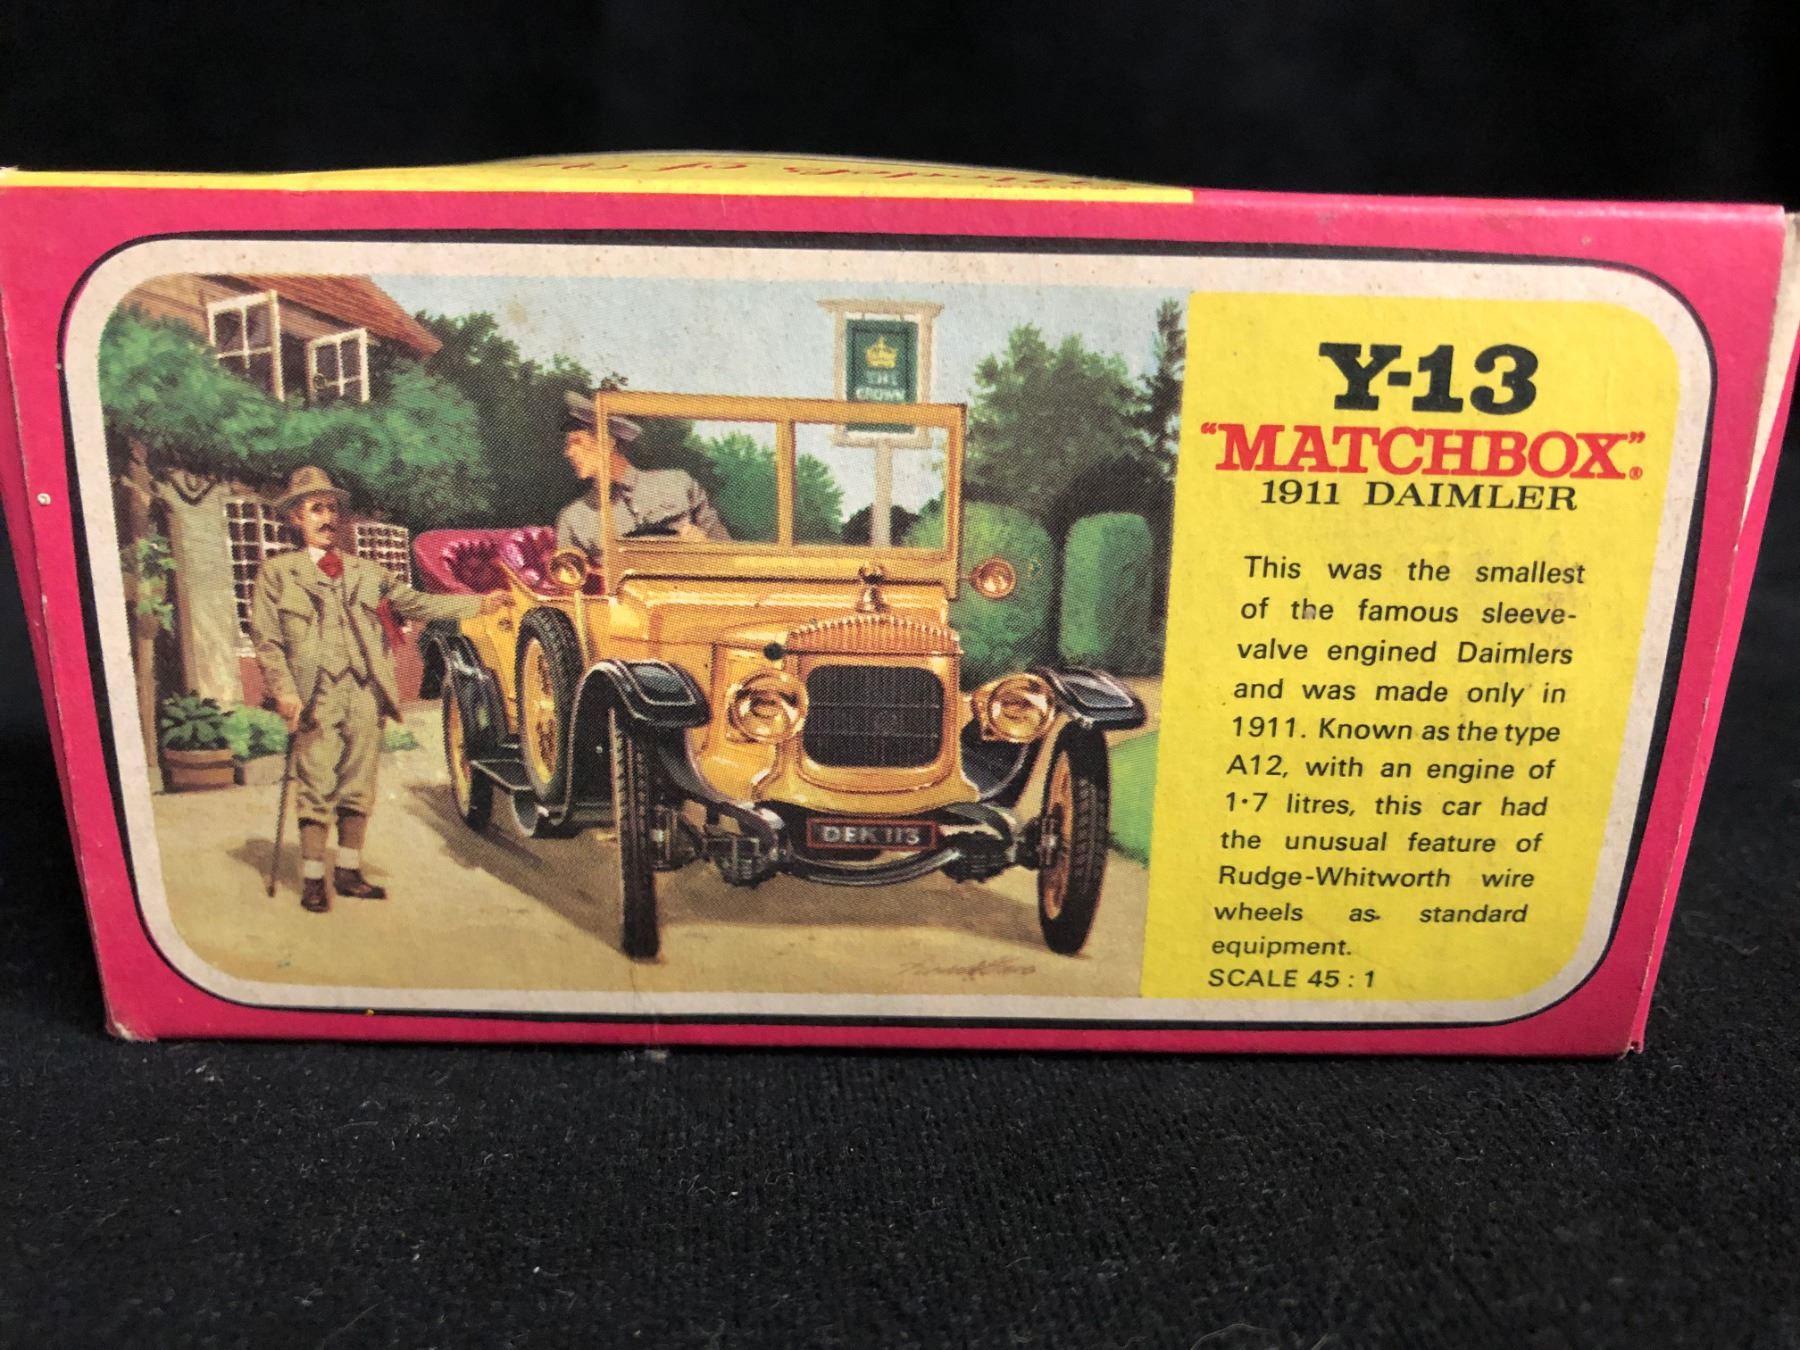 Y-13
"MATCHBOX"®
1911 DAIMLER
This was the smallest
of the famous sleeve-
valve engined Daimlers
and was made only in
1911. Known as the type
A12, with an engine of
1·7 litres, this car had
the unusual feature of
Rudge-Whitworth wire
wheels as standard
equipment.
SCALE 45 : 1
THE
CROWN
DEK 113